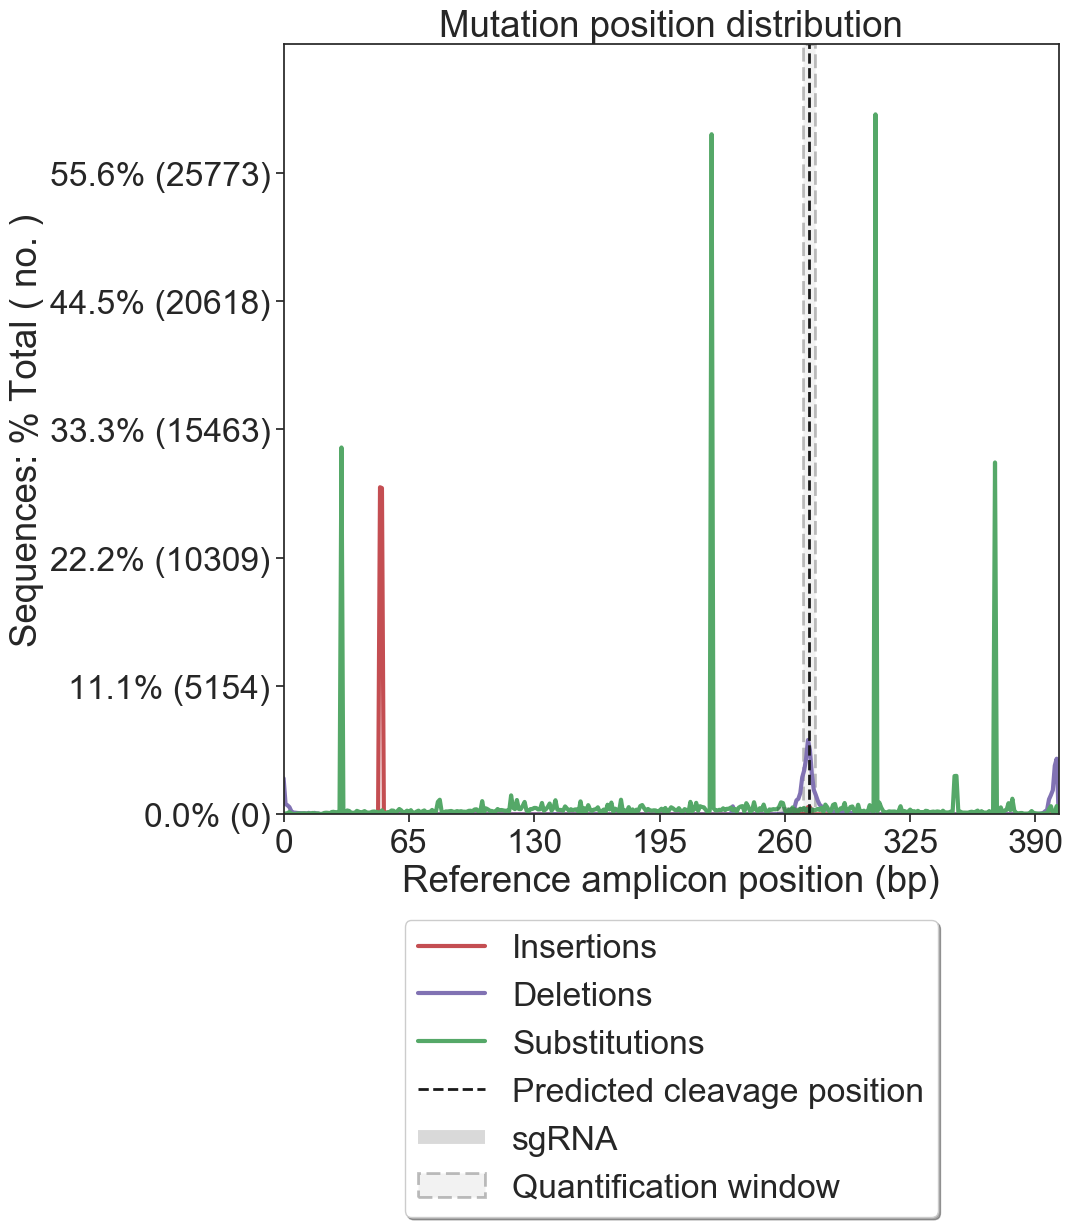 Mutation position distribution
Sequences: % Total ( no. )
55.6% (25773)
44.5% (20618)
33.3% (15463)
22.2% (10309)
11.1% (5154)
0.0% (0)
0 65 130 195 260 325 390
Reference amplicon position (bp)
Insertions
Deletions
Substitutions
Predicted cleavage position
sgRNA
Quantification window